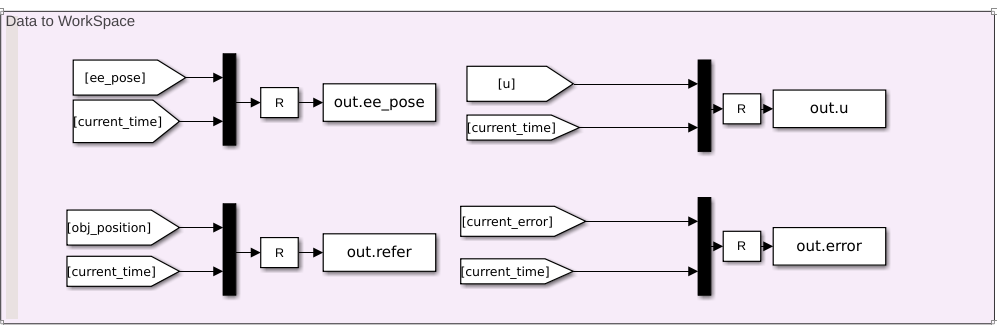 Data to WorkSpace
[ee_pose]
[current_time]
R
out.ee_pose
[u]
[current_time]
R
out.u
[obj_position]
[current_time]
R
out.refer
[current_error]
[current_time]
R
out.error